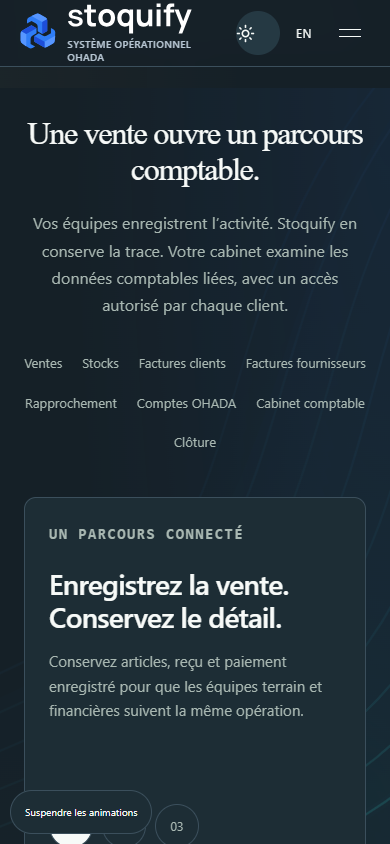 stoquify
SYSTÈME OPÉRATIONNEL
OHADA
EN
Une vente ouvre un parcours
comptable.
Vos équipes enregistrent l'activité. Stoquify en
conserve la trace. Votre cabinet examine les
données comptables liées, avec un accès
autorisé par chaque client.
Ventes Stocks Factures clients Factures fournisseurs
Rapprochement Comptes OHADA Cabinet comptable
Clôture
UN PARCOURS CONNECTÉ
Enregistrez la vente.
Conservez le détail.
Conservez articles, reçu et paiement
enregistré pour que les équipes terrain et
financières suivent la même opération.
Suspendre les animations
03